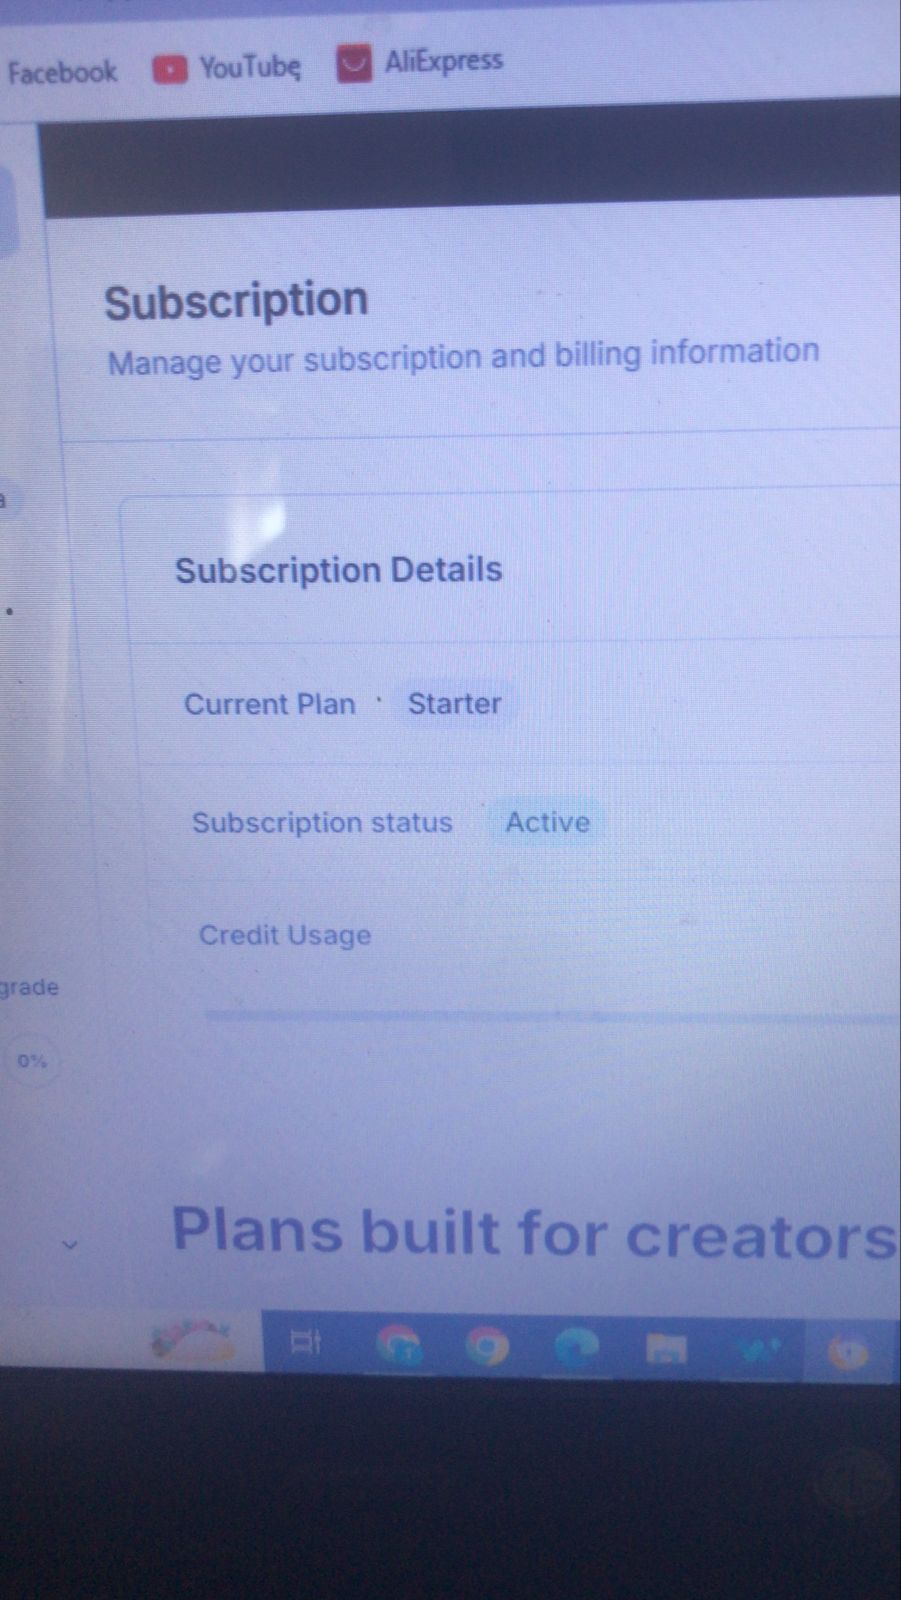 Facebook YouTube AliExpress
Subscription
Manage your subscription and billing information
Subscription Details
Current Plan Starter
Subscription status Active
Credit Usage
grade
0%
Plans built for creators